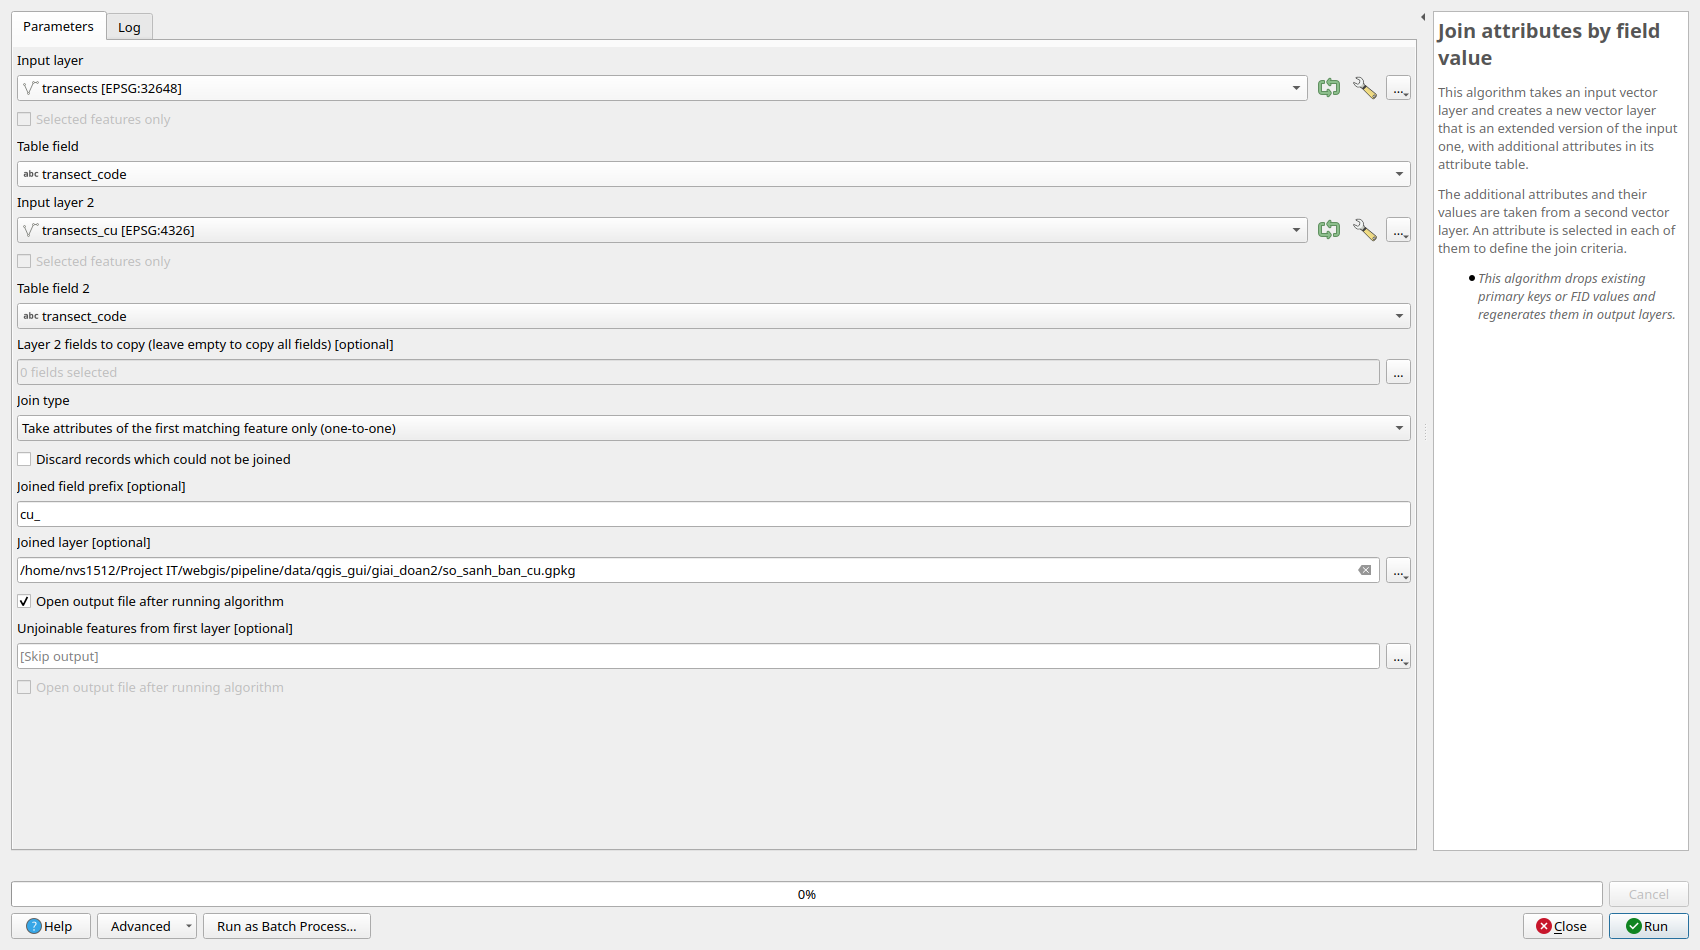 Parameters
Log
Input layer
transects [EPSG:32648]
...
Selected features only
Table field
abc transect_code
Input layer 2
transects_cu [EPSG:4326]
...
Selected features only
Table field 2
abc transect_code
Layer 2 fields to copy (leave empty to copy all fields) [optional]
0 fields selected
...
Join type
Take attributes of the first matching feature only (one-to-one)
Discard records which could not be joined
Joined field prefix [optional]
cu_
Joined layer [optional]
/home/nvs1512/Project IT/webgis/pipeline/data/qgis_gui/giai_doan2/so_sanh_ban_cu.gpkg
...
Open output file after running algorithm
Unjoinable features from first layer [optional]
[Skip output]
...
Open output file after running algorithm
Join attributes by field
value
This algorithm takes an input vector
layer and creates a new vector layer
that is an extended version of the input
one, with additional attributes in its
attribute table.
The additional attributes and their
values are taken from a second vector
layer. An attribute is selected in each of
them to define the join criteria.
This algorithm drops existing
primary keys or FID values and
regenerates them in output layers.
0%
Cancel
? Help
Advanced
Run as Batch Process...
Close
Run